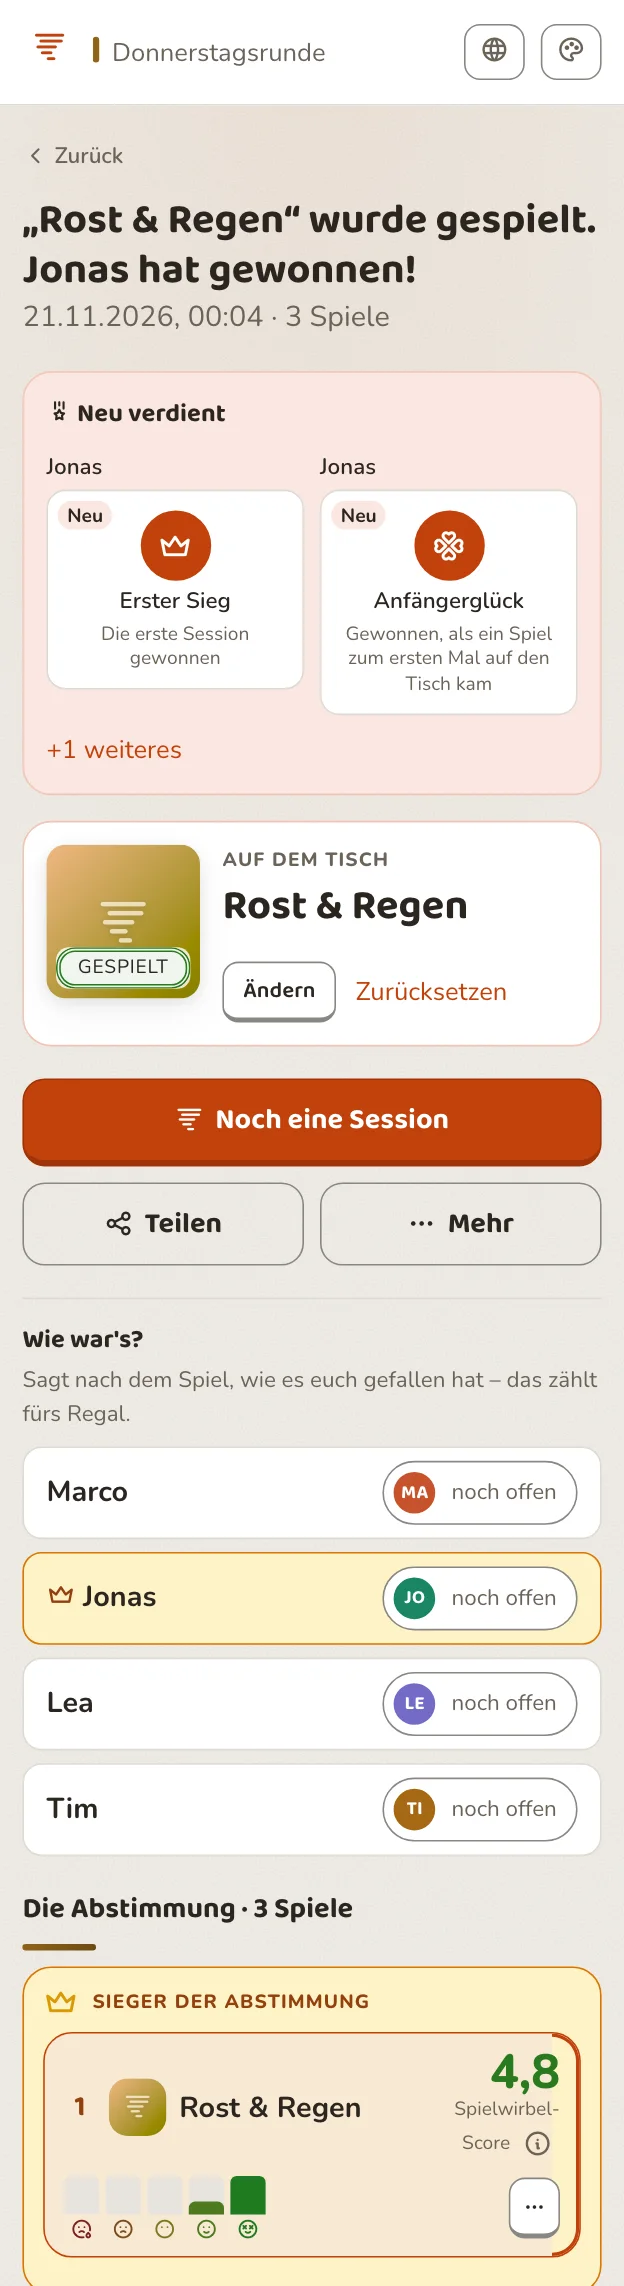 Donnerstagsrunde
Zurück
„Rost & Regen“ wurde gespielt.
Jonas hat gewonnen!
21.11.2026, 00:04 · 3 Spiele
Neu verdient
Jonas
Neu
Erster Sieg
Die erste Session
gewonnen
Jonas
Neu
Anfängerglück
Gewonnen, als ein Spiel
zum ersten Mal auf den
Tisch kam
+1 weiteres
GESPIELT
AUF DEM TISCH
Rost & Regen
Ändern
Zurücksetzen
Noch eine Session
Teilen
Mehr
Wie war's?
Sagt nach dem Spiel, wie es euch gefallen hat – das zählt
fürs Regal.
Marco
MA noch offen
Jonas
JO noch offen
Lea
LE noch offen
Tim
TI noch offen
Die Abstimmung · 3 Spiele
SIEGER DER ABSTIMMUNG
1
Rost & Regen
4,8
Spielwirbel-
Score